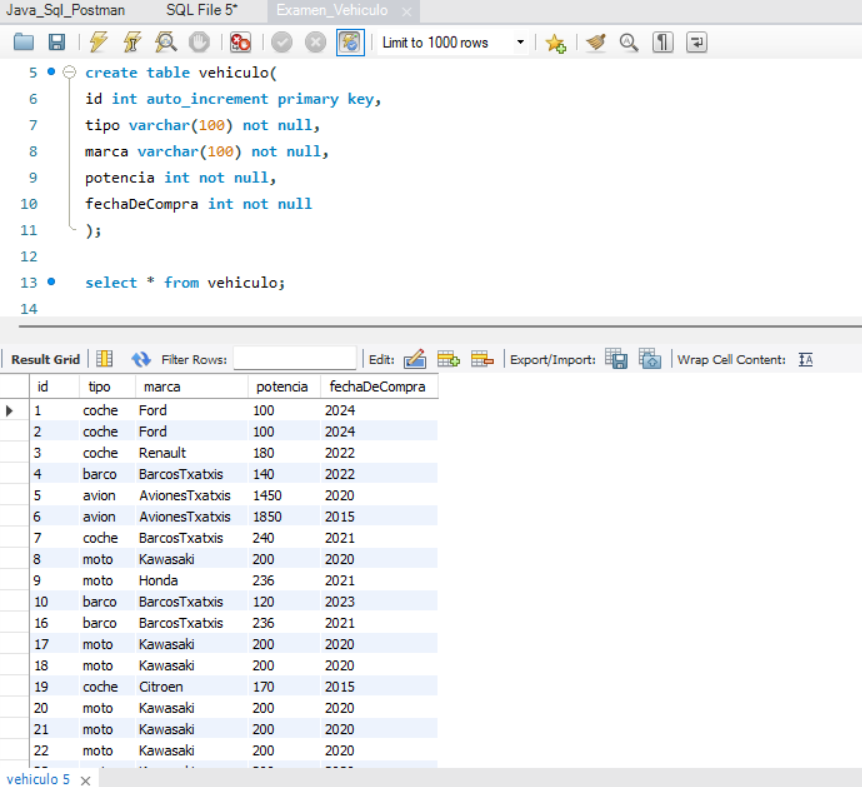 Java_Sql_Postman SQL File 5* Examen_Vehiculo
Limit to 1000 rows
5 create table vehiculo(
6 id int auto_increment primary key,
7 tipo varchar(100) not null,
8 marca varchar(100) not null,
9 potencia int not null,
10 fechaDeCompra int not null
11 );
12
13 select * from vehiculo;
14
Result Grid Filter Rows: Edit: Export/Import: Wrap Cell Content: IA
id tipo marca potencia fechaDeCompra
1 coche Ford 100 2024
2 coche Ford 100 2024
3 coche Renault 180 2022
4 barco BarcosTxatxis 140 2022
5 avion AvionesTxatxis 1450 2020
6 avion AvionesTxatxis 1850 2015
7 coche BarcosTxatxis 240 2021
8 moto Kawasaki 200 2020
9 moto Honda 236 2021
10 barco BarcosTxatxis 120 2023
16 barco BarcosTxatxis 236 2021
17 moto Kawasaki 200 2020
18 moto Kawasaki 200 2020
19 coche Citroen 170 2015
20 moto Kawasaki 200 2020
21 moto Kawasaki 200 2020
22 moto Kawasaki 200 2020
vehiculo 5